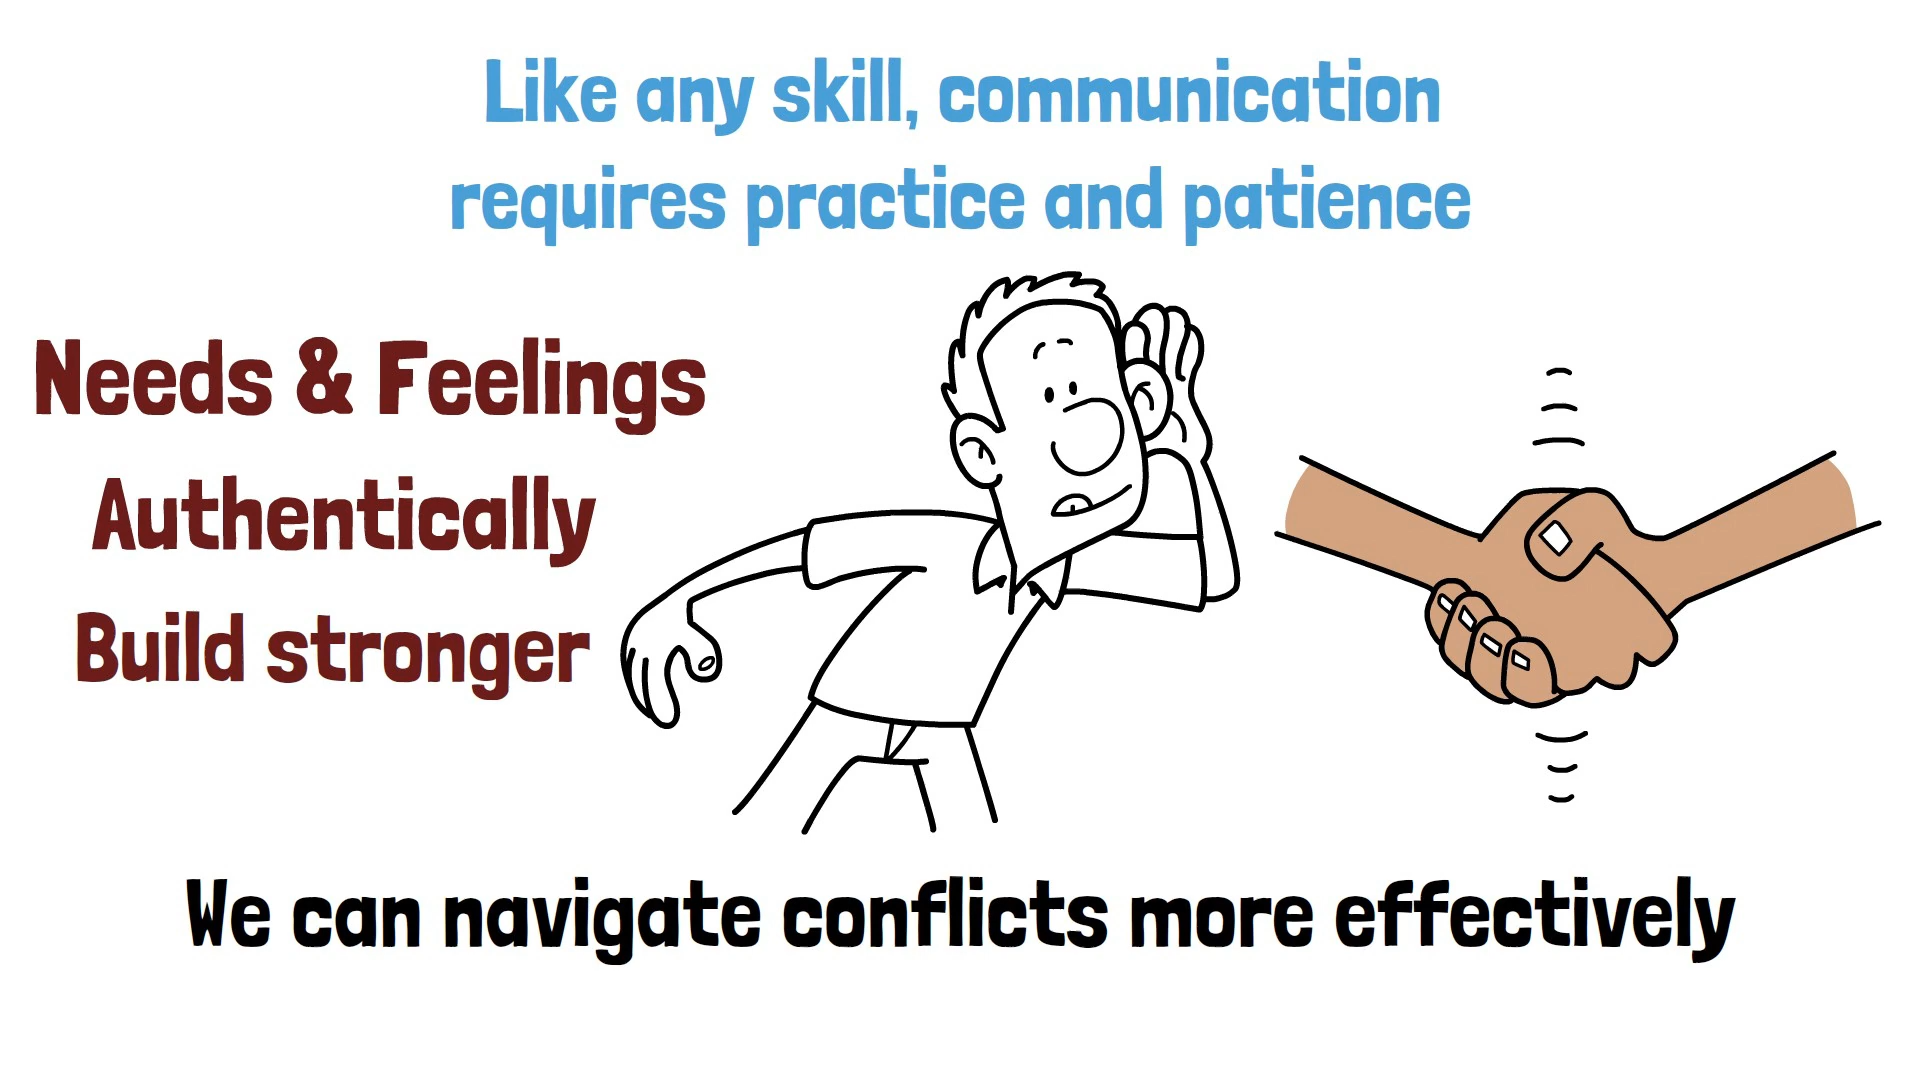 Like any skill, communication
requires practice and patience
Needs & Feelings
Authentically
Build stronger
We can navigate conflicts more effectively